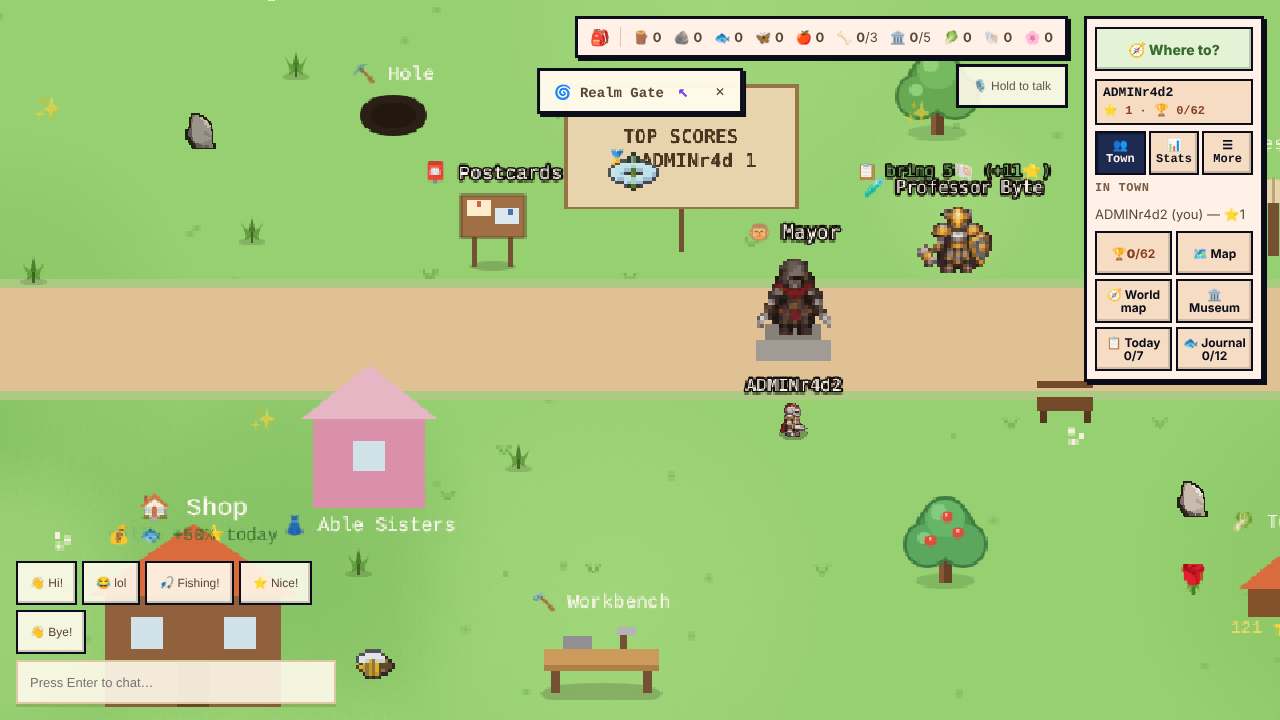 0 0 0 0 0 0/3 0/5 0 0 0
Where to?
Hole
Realm Gate ×
Hold to talk
ADMINr4d2
1 · 0/62
TOP SCORES
ADMINr4d 1
Town
Stats
More
Postcards
bring 5 (+11)
Professor Byte
IN TOWN
ADMINr4d2 (you) — 1
Mayor
0/62
Map
World map
Museum
Today 0/7
Journal 0/12
ADMINr4d2
Shop
today
Able Sisters
Hi!
lol
Fishing!
Nice!
Bye!
Workbench
121
Press Enter to chat…